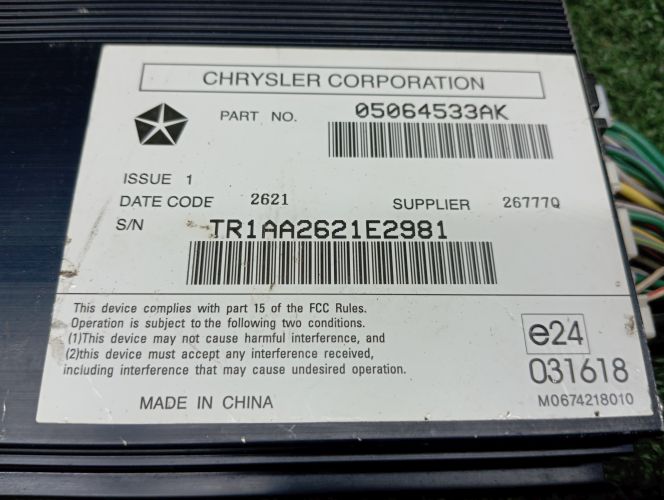 CHRYSLER CORPORATION
PART NO. 05064533AK
ISSUE 1
DATE CODE 2621 SUPPLIER 26777Q
S/N TR1AA2621E2981
This device complies with part 15 of the FCC Rules.
Operation is subject to the following two conditions.
(1)This device may not cause harmful interference, and
(2)this device must accept any interference received,
including interference that may cause undesired operation.
e24
031618
MADE IN CHINA
M0674218010